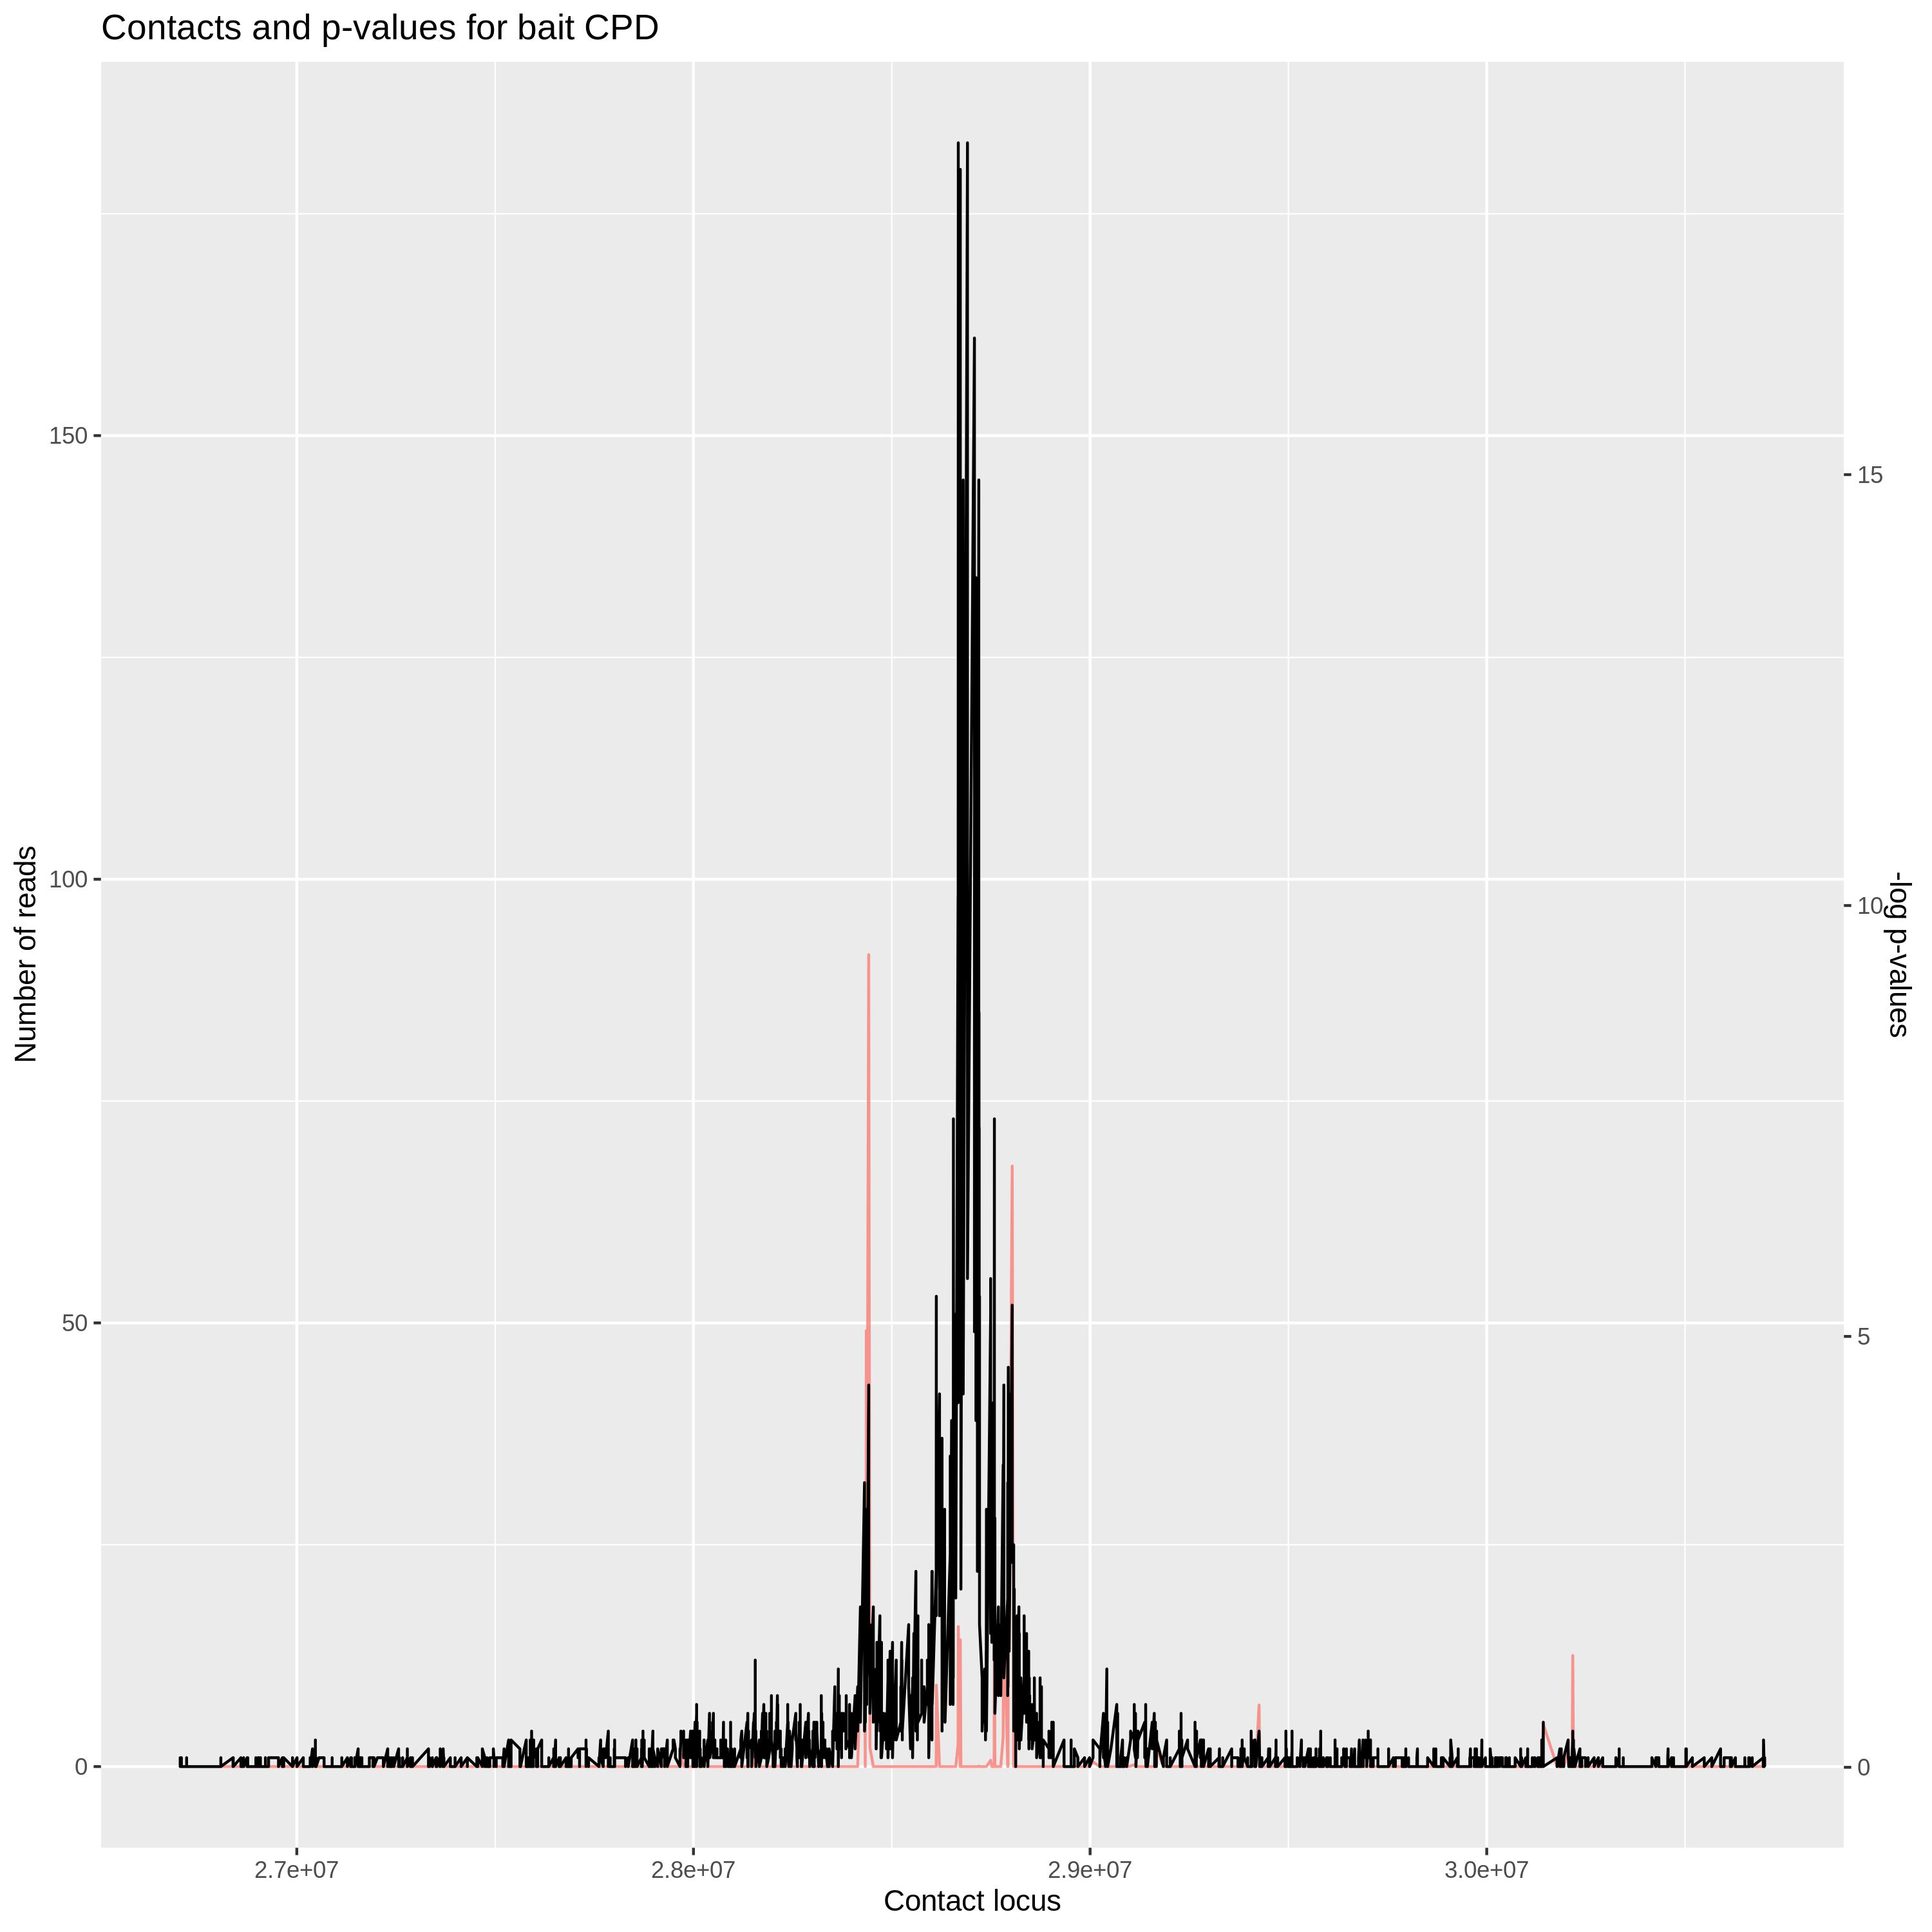 Contacts and p-values for bait CPD
Number of reads
150
100
50
0
15
10
5
0
-log p-values
2.7e+07 2.8e+07 2.9e+07 3.0e+07
Contact locus